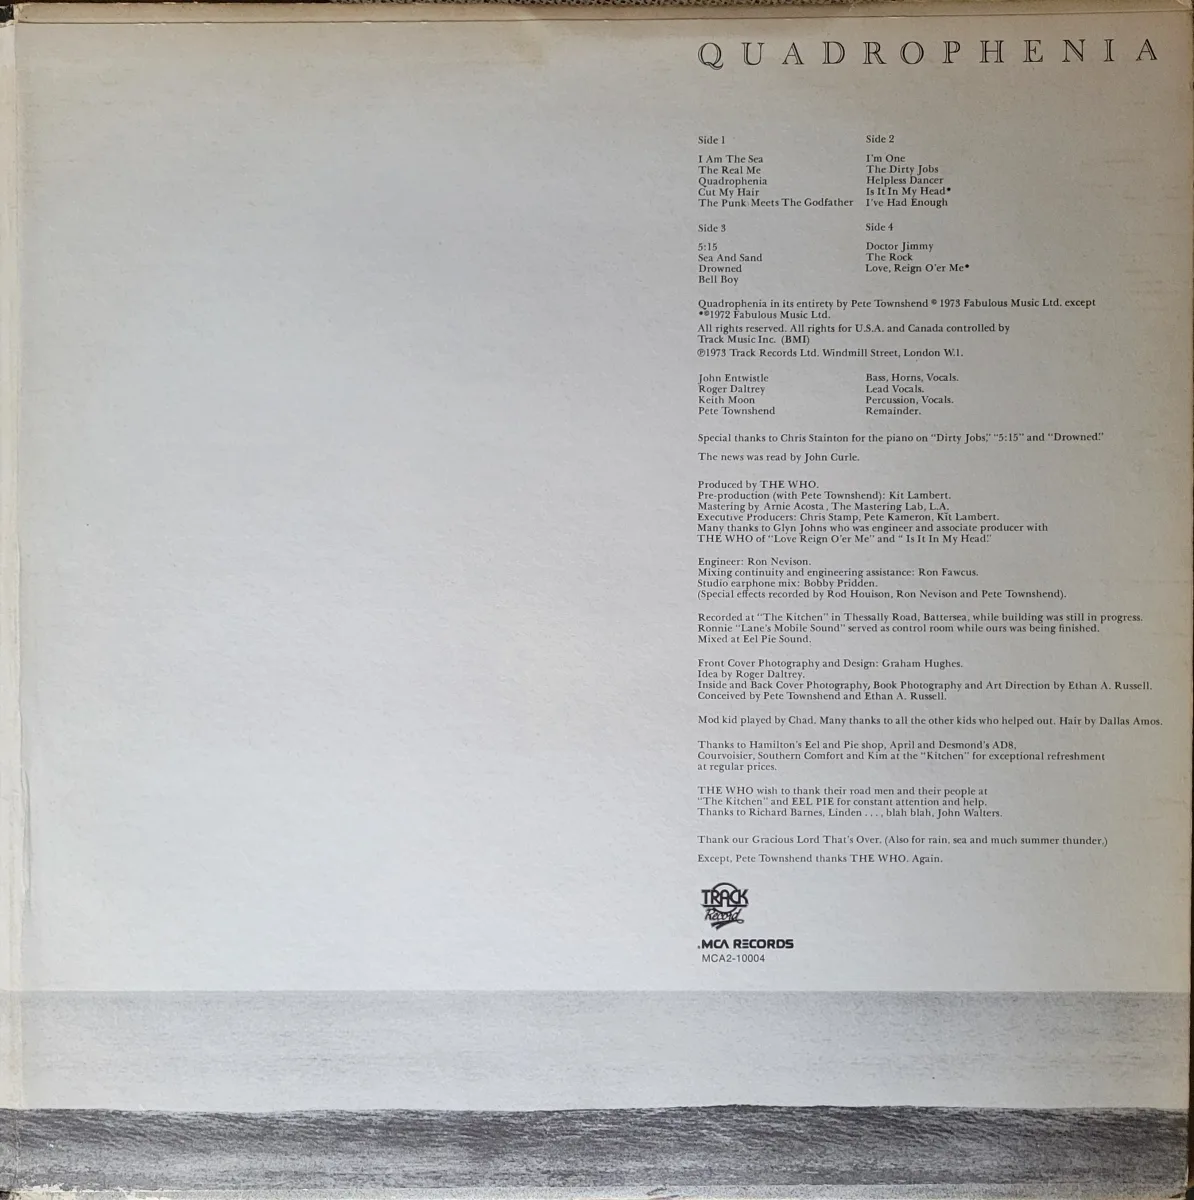 QUADROPHENIA
Side 1
I Am The Sea
The Real Me
Quadrophenia
Cut My Hair
The Punk Meets The Godfather
Side 2
I'm One
The Dirty Jobs
Helpless Dancer
Is It In My Head*
I've Had Enough
Side 3
5:15
Sea And Sand
Drowned
Bell Boy
Side 4
Doctor Jimmy
The Rock
Love, Reign O'er Me*
Quadrophenia in its entirety by Pete Townshend © 1973 Fabulous Music Ltd. except
*©1972 Fabulous Music Ltd.
All rights reserved. All rights for U.S.A. and Canada controlled by
Track Music Inc. (BMI)
℗1973 Track Records Ltd. Windmill Street, London W.1.
John Entwistle Bass, Horns, Vocals.
Roger Daltrey Lead Vocals.
Keith Moon Percussion, Vocals.
Pete Townshend Remainder.
Special thanks to Chris Stainton for the piano on "Dirty Jobs," "5:15" and "Drowned."
The news was read by John Curle.
Produced by THE WHO.
Pre-production (with Pete Townshend): Kit Lambert.
Mastering by Arnie Acosta, The Mastering Lab, L.A.
Executive Producers: Chris Stamp, Pete Kameron, Kit Lambert.
Many thanks to Glyn Johns who was engineer and associate producer with
THE WHO of "Love Reign O'er Me" and " Is It In My Head."
Engineer: Ron Nevison.
Mixing continuity and engineering assistance: Ron Fawcus.
Studio earphone mix: Bobby Pridden.
(Special effects recorded by Rod Houison, Ron Nevison and Pete Townshend).
Recorded at "The Kitchen" in Thessally Road, Battersea, while building was still in progress.
Ronnie "Lane's Mobile Sound" served as control room while ours was being finished.
Mixed at Eel Pie Sound.
Front Cover Photography and Design: Graham Hughes.
Idea by Roger Daltrey.
Inside and Back Cover Photography, Book Photography and Art Direction by Ethan A. Russell.
Conceived by Pete Townshend and Ethan A. Russell.
Mod kid played by Chad. Many thanks to all the other kids who helped out. Hair by Dallas Amos.
Thanks to Hamilton's Eel and Pie shop, April and Desmond's AD8,
Courvoisier, Southern Comfort and Kim at the "Kitchen" for exceptional refreshment
at regular prices.
THE WHO wish to thank their road men and their people at
"The Kitchen" and EEL PIE for constant attention and help.
Thanks to Richard Barnes, Linden . . . , blah blah, John Walters.
Thank our Gracious Lord That's Over. (Also for rain, sea and much summer thunder.)
Except, Pete Townshend thanks THE WHO. Again.
TRACK
Record
MCA RECORDS
MCA2-10004